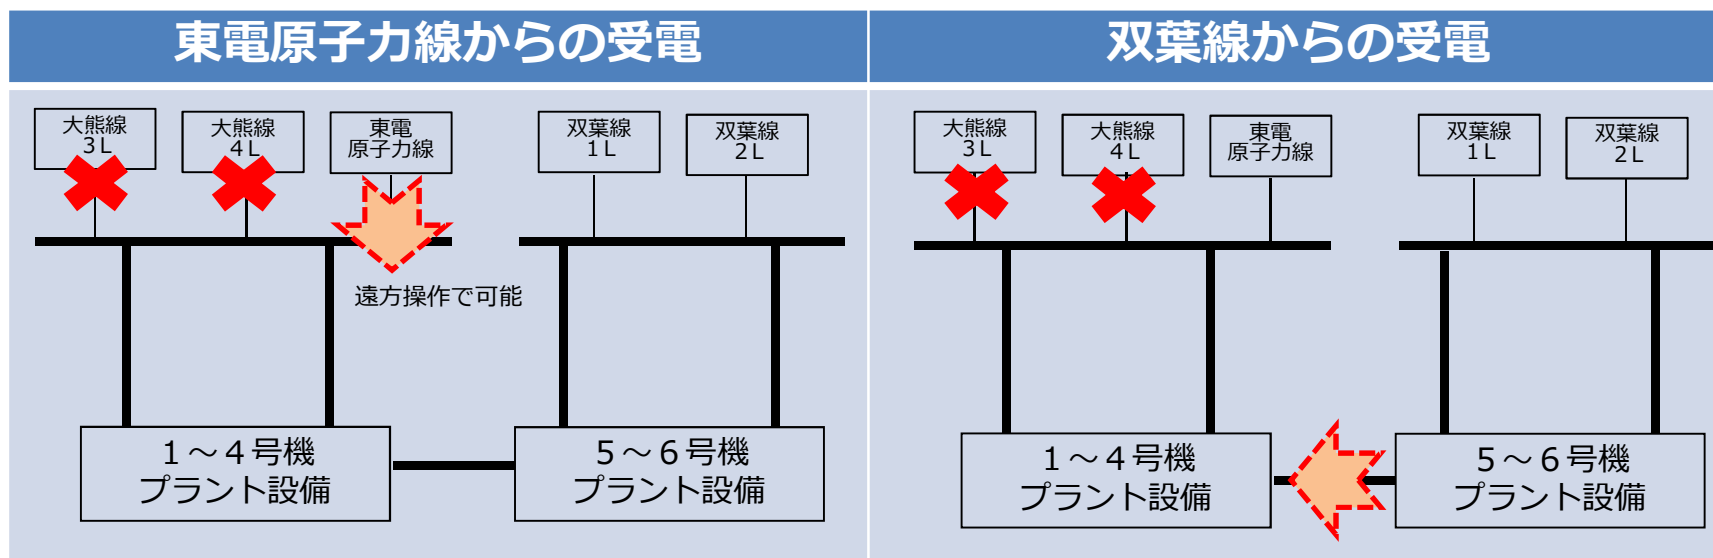 東電原子力線からの受電
大熊線
3L
大熊線
4L
東電
原子力線
双葉線
1L
双葉線
2L
遠方操作で可能
1～4号機
プラント設備
5～6号機
プラント設備
双葉線からの受電
大熊線
3L
大熊線
4L
東電
原子力線
双葉線
1L
双葉線
2L
1～4号機
プラント設備
5～6号機
プラント設備